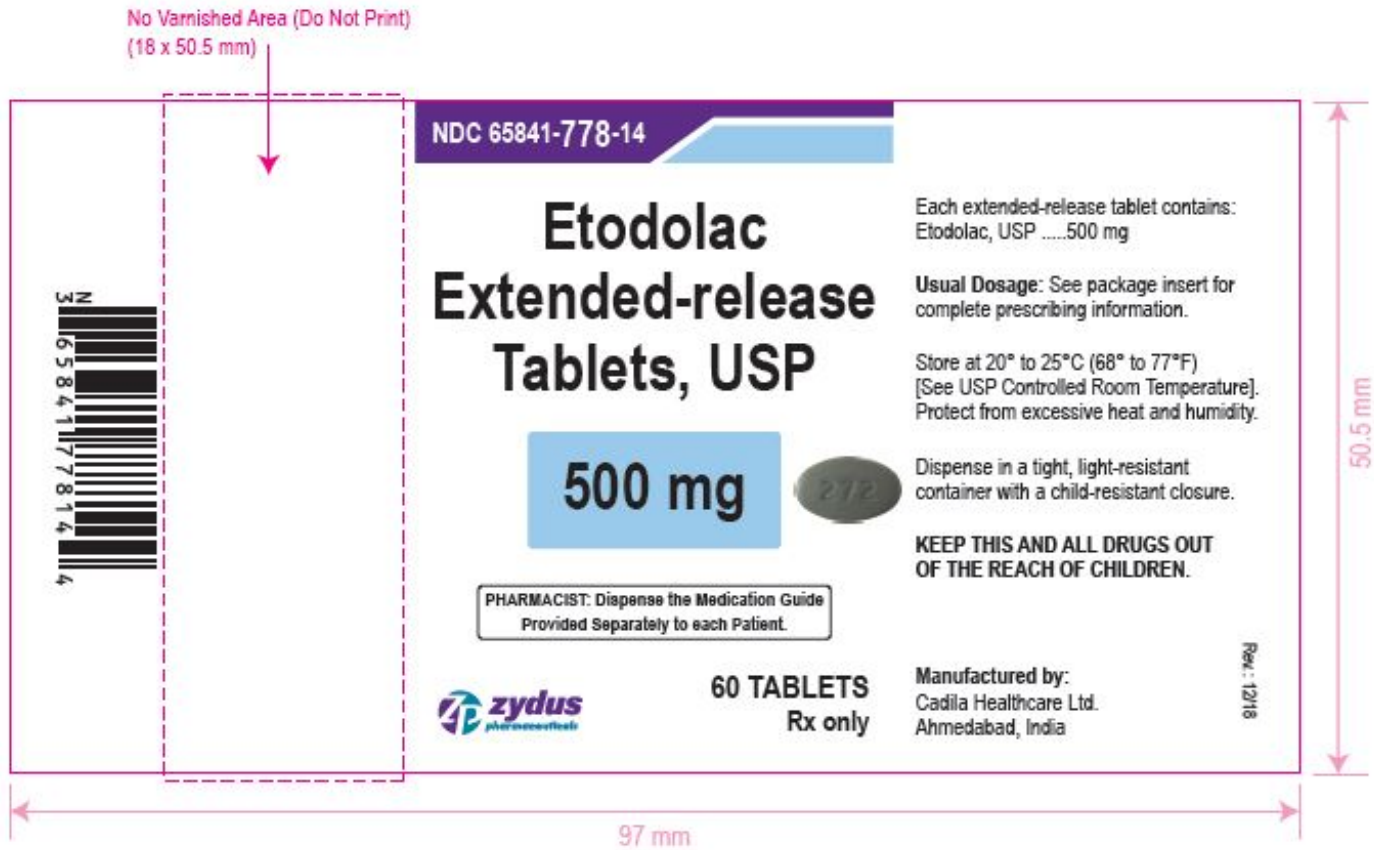 No Varnished Area (Do Not Print)
(18 x 50.5 mm)
N
3 65841 77814 4
NDC 65841-778-14
Etodolac
Extended-release
Tablets, USP
500 mg
272
PHARMACIST: Dispense the Medication Guide
Provided Separately to each Patient.
zydus
pharmaceuticals
60 TABLETS
Rx only
Each extended-release tablet contains:
Etodolac, USP .....500 mg
Usual Dosage: See package insert for
complete prescribing information.
Store at 20° to 25°C (68° to 77°F)
[See USP Controlled Room Temperature].
Protect from excessive heat and humidity.
Dispense in a tight, light-resistant
container with a child-resistant closure.
KEEP THIS AND ALL DRUGS OUT
OF THE REACH OF CHILDREN.
Manufactured by:
Cadila Healthcare Ltd.
Ahmedabad, India
Rev.: 12/18
50.5 mm
97 mm